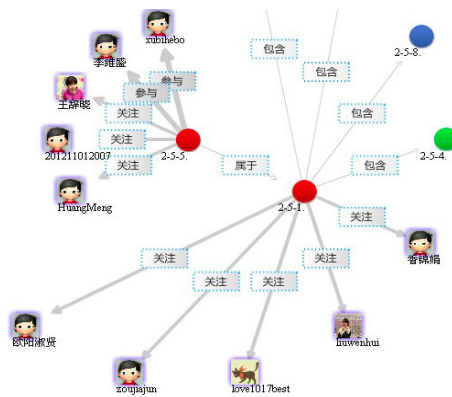 xubihebo
李维盛
参与
参与
王辞晓
关注
201211012007
关注
2-5-5.
关注
HuangMeng
属于
包含
包含
2-5-8.
包含
包含
2-5-4.
2-5-1.
关注
香锦娟
关注
关注
关注
关注
关注
欧阳淑贤
liuwenhui
zoujiajun
love1017best